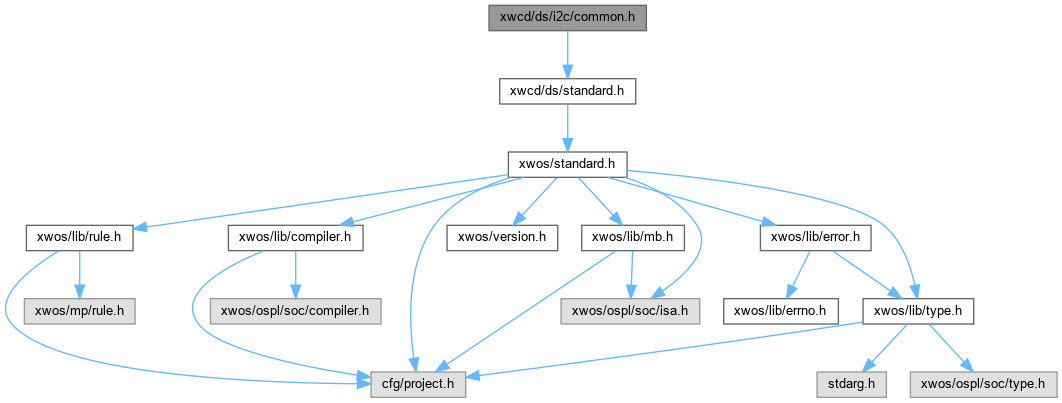 xwcd/ds/i2c/common.h
xwcd/ds/standard.h
xwos/standard.h
xwos/lib/rule.h
xwos/lib/compiler.h
xwos/version.h
xwos/lib/mb.h
xwos/lib/error.h
xwos/mp/rule.h
xwos/ospl/soc/compiler.h
xwos/ospl/soc/isa.h
xwos/lib/errno.h
xwos/lib/type.h
cfg/project.h
stdarg.h
xwos/ospl/soc/type.h